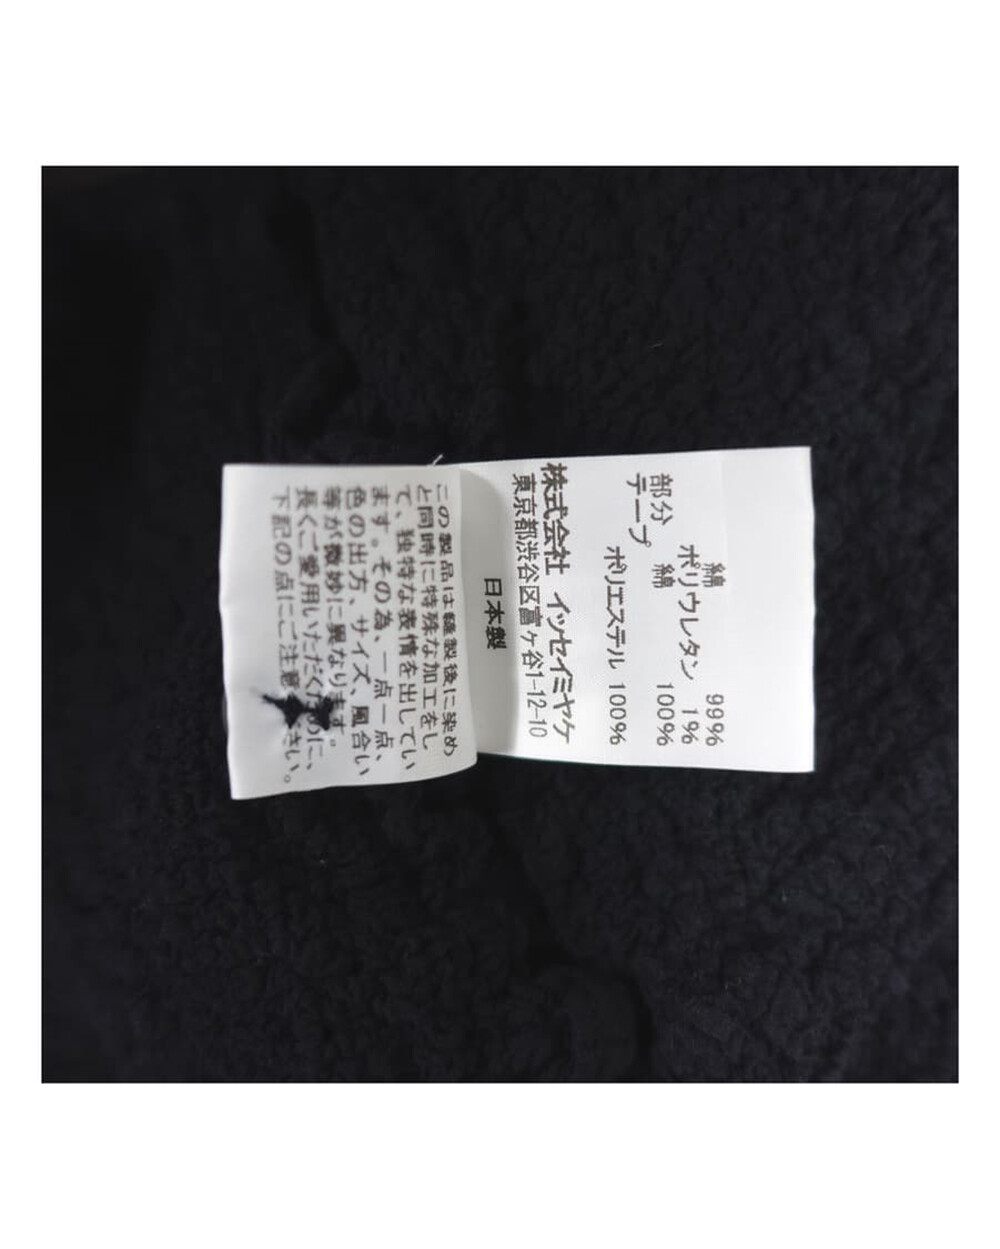 綿 99%
ポリウレタン 1%
部分 綿 100%
テープ
ポリエステル 100%
株式会社 イッセイミヤケ
東京都渋谷区富ヶ谷1-12-10
日本製
この製品は縫製後に染め
と同時に特殊な加工をし
て、独特な表情を出してい
ます。その為、一点一点、
色の出方、サイズ、風合い
等が微妙に異なります。
長くご愛用いただくために、
下記の点にご注意ください。